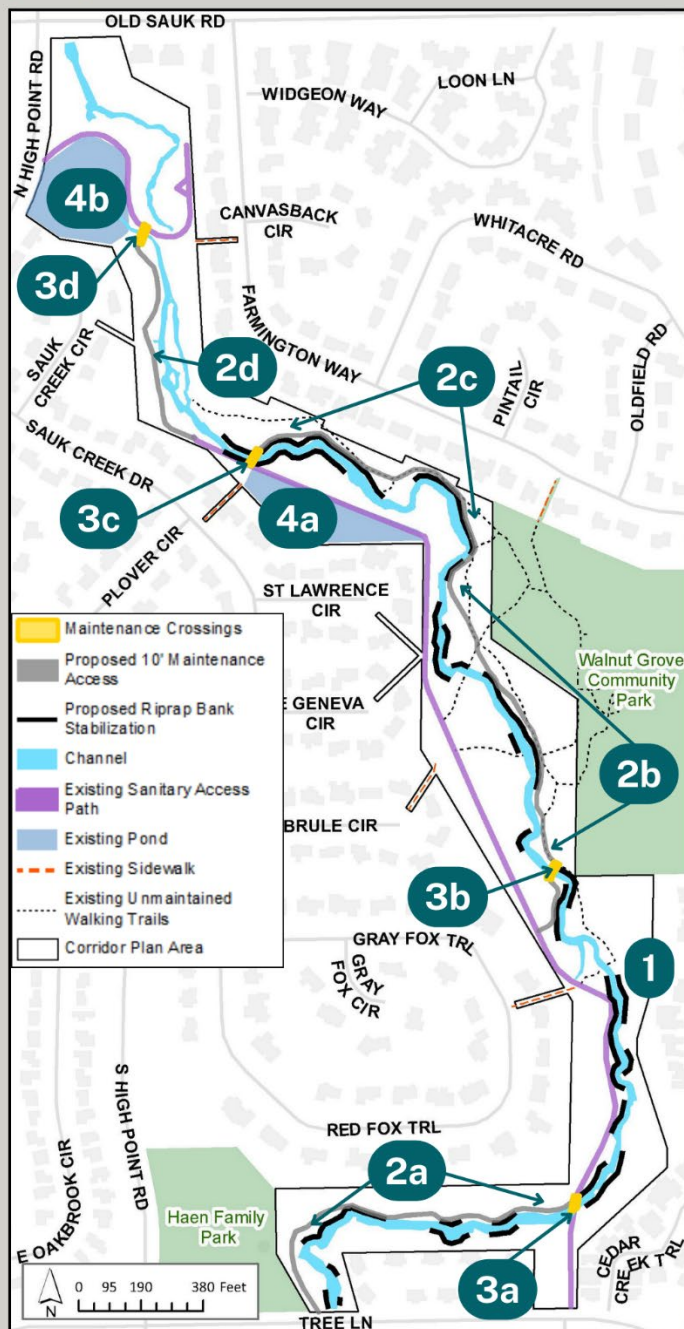 OLD SAUK RD
N HIGH POINT RD
LOON LN
WIDGEON WAY
4b
CANVASBACK
CIR
WHITACRE RD
3d
FARMINGTON WAY
SAUK
CREEK CIR
2d
2c
PINTAIL
CIR
OLDFIELD RD
SAUK CREEK DR
3c
4a
PLOVER CIR
ST LAWRENCE
CIR
Maintenance Crossings
Proposed 10' Maintenance
Access
Proposed Riprap Bank
Stabilization
Channel
Existing Sanitary Access
Path
Existing Pond
Existing Sidewalk
Existing Unmaintained
Walking Trails
Corridor Plan Area
Walnut Grove
Community
Park
E GENEVA
CIR
2b
BRULE CIR
3b
GRAY FOX TRL
GRAY
FOX CIR
1
S HIGH POINT RD
RED FOX TRL
2a
Haen Family
Park
E OAKBROOK CIR
CEDAR
CREEK TRL
3a
N
0 95 190 380 Feet
TREE LN